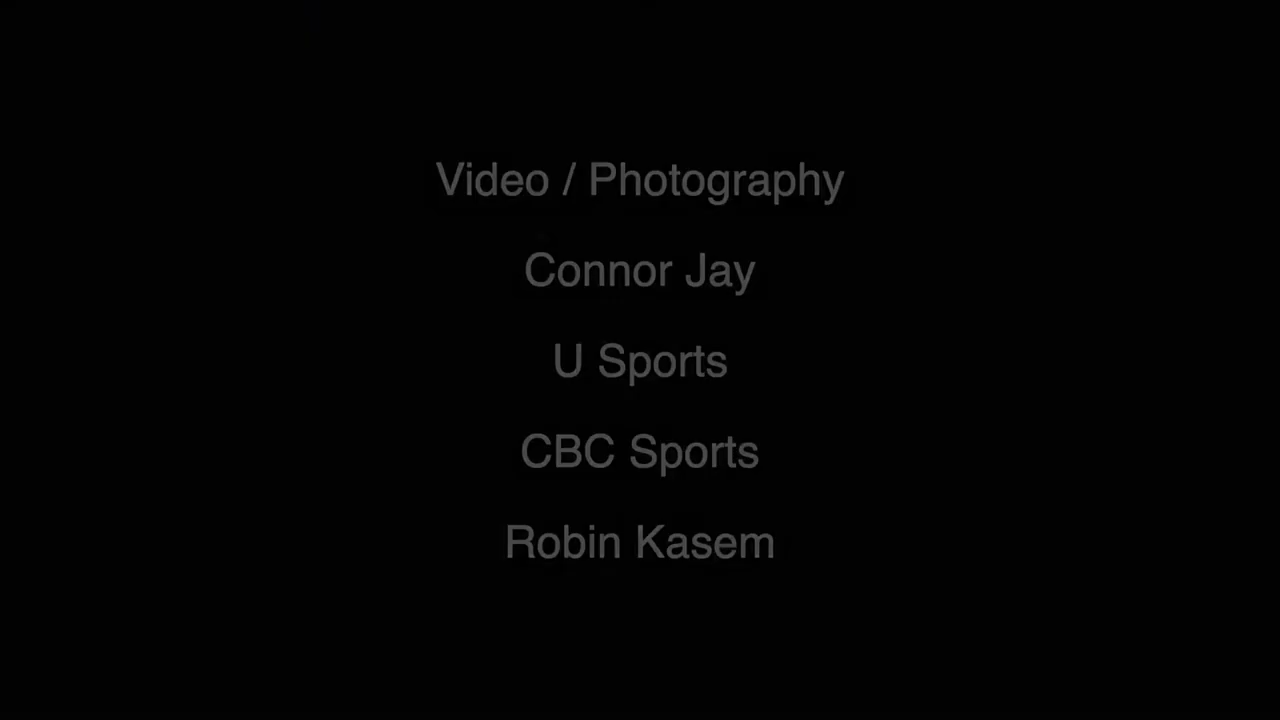 Video / Photography
Connor Jay
U Sports
CBC Sports
Robin Kasem